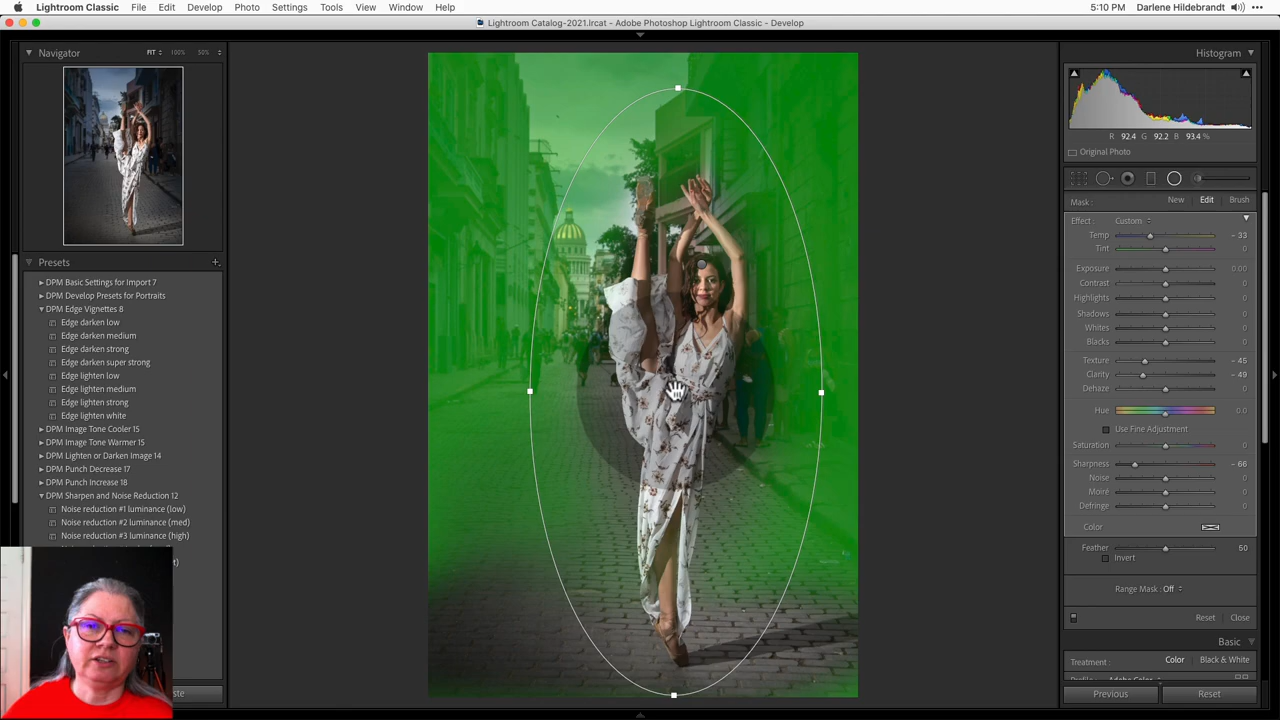 Lightroom Classic File Edit Develop Photo Settings Tools View Window Help 5:10 PM Darlene Hildebrandt
Lightroom Catalog-2021.lrcat - Adobe Photoshop Lightroom Classic - Develop
Navigator FIT 100% 50%
Presets +
DPM Basic Settings for Import 7
DPM Develop Presets for Portraits
DPM Edge Vignettes 8
Edge darken low
Edge darken medium
Edge darken strong
Edge darken super strong
Edge lighten low
Edge lighten medium
Edge lighten strong
Edge lighten white
DPM Image Tone Cooler 15
DPM Image Tone Warmer 15
DPM Lighten or Darken Image 14
DPM Punch Decrease 17
DPM Punch Increase 18
DPM Sharpen and Noise Reduction 12
Noise reduction #1 luminance (low)
Noise reduction #2 luminance (med)
Noise reduction #3 luminance (high)
Histogram
R 92.4 G 92.2 B 93.4 %
Original Photo
Mask : New Edit Brush
Effect : Custom
Temp - 33
Tint
Exposure 0.00
Contrast 0
Highlights 0
Shadows 0
Whites 0
Blacks 0
Texture - 45
Clarity - 49
Dehaze 0
Hue 0.0
Use Fine Adjustment
Saturation 0
Sharpness - 66
Noise 0
Moiré 0
Defringe 0
Color
Feather 50
Invert
Range Mask : Off
Reset Close
Basic
Treatment : Color Black & White
Previous Reset